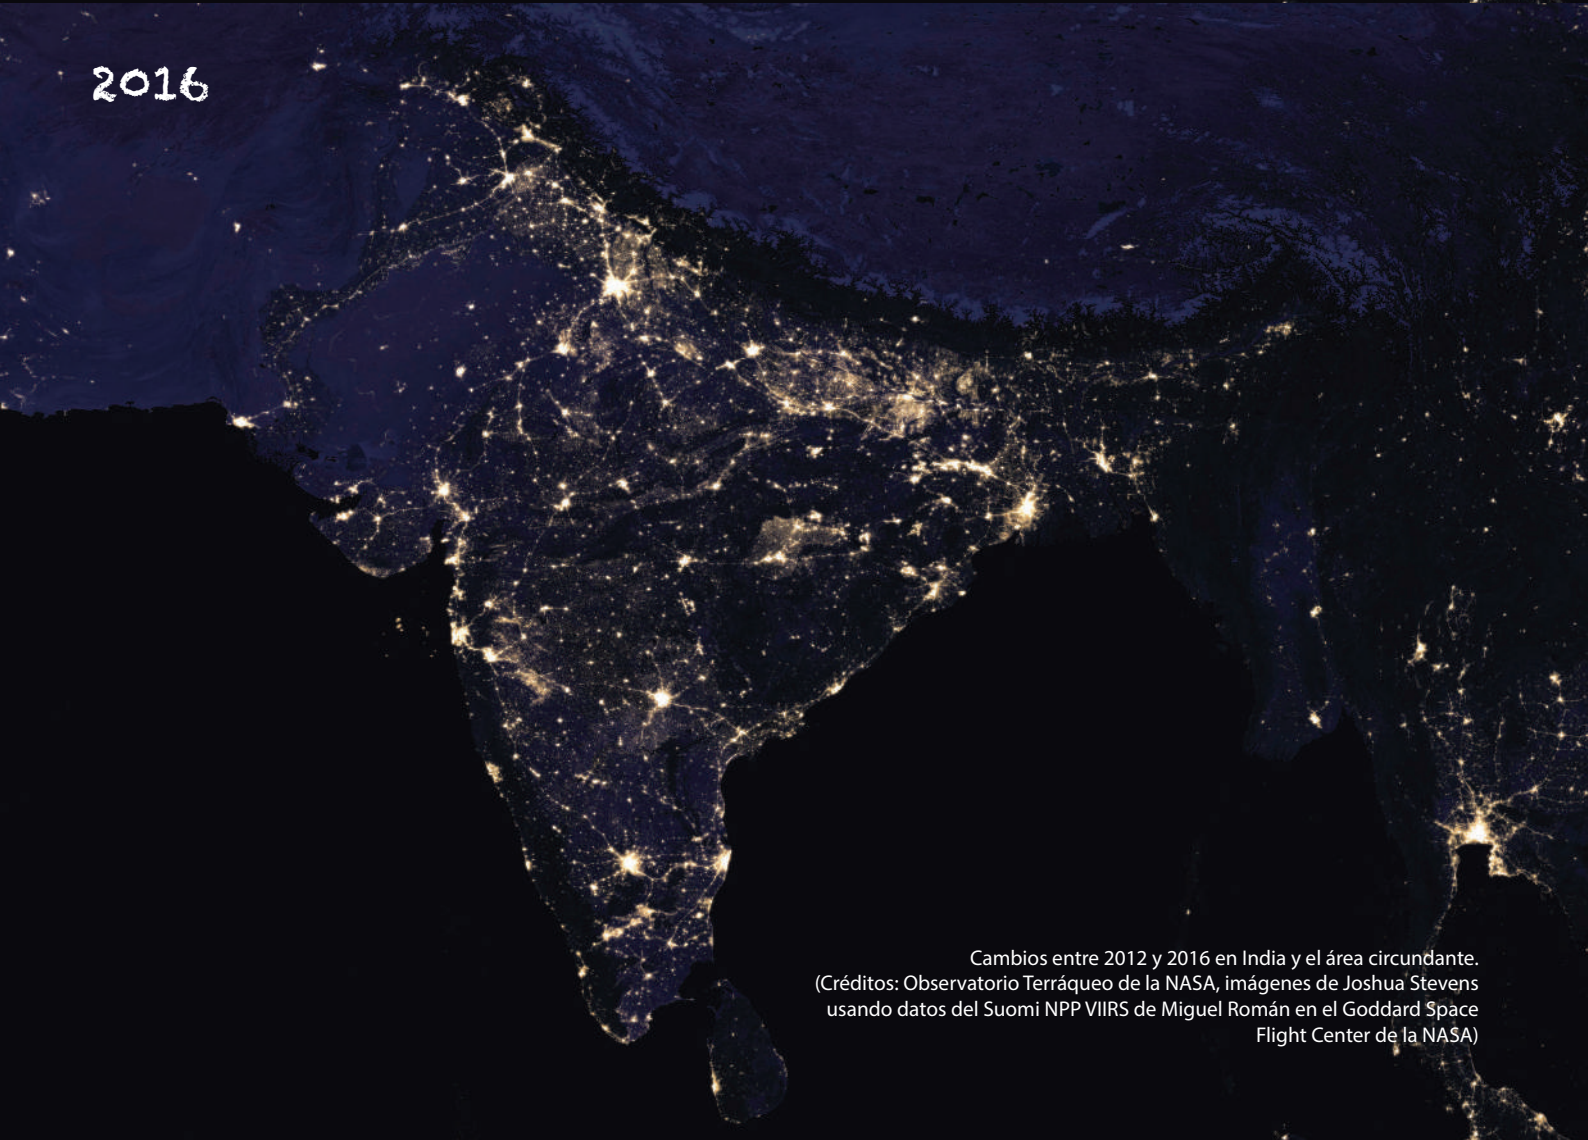 2016
Cambios entre 2012 y 2016 en India y el área circundante.
(Créditos: Observatorio Terráqueo de la NASA, imágenes de Joshua Stevens
usando datos del Suomi NPP VIIRS de Miguel Román en el Goddard Space
Flight Center de la NASA)